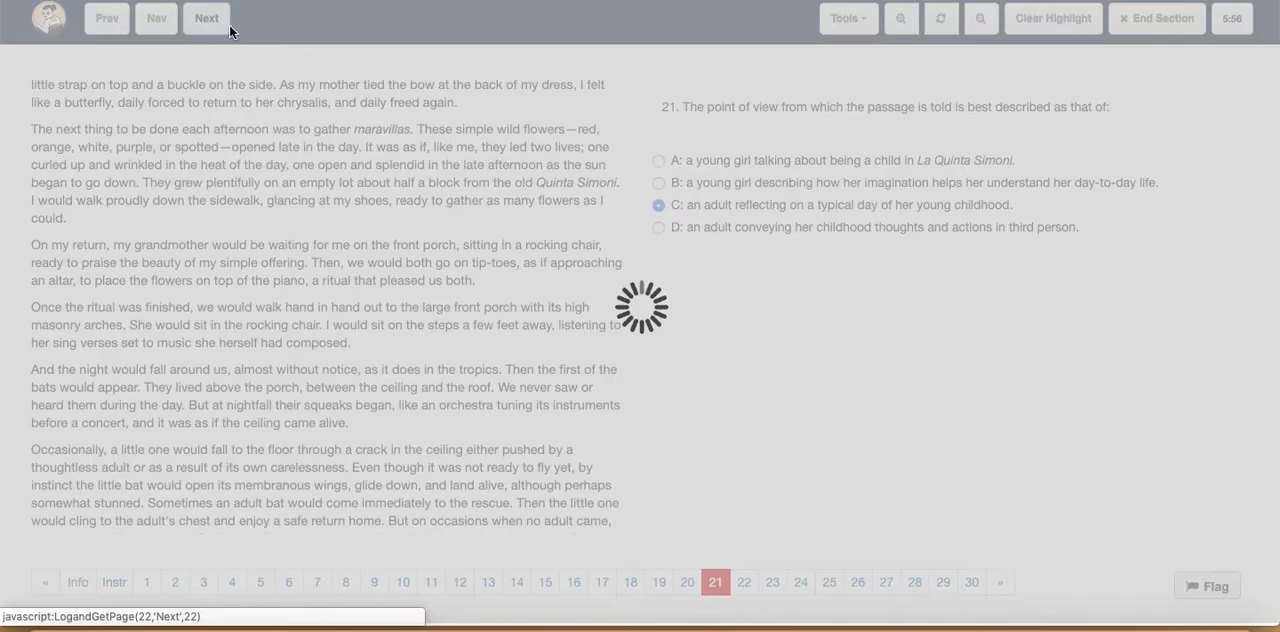 Prev Nav Next Tools Clear Highlight ✖ End Section 5:56
little strap on top and a buckle on the side. As my mother tied the bow at the back of my dress, I felt
like a butterfly, daily forced to return to her chrysalis, and daily freed again.
The next thing to be done each afternoon was to gather maravillas. These simple wild flowers—red,
orange, white, purple, or spotted—opened late in the day. It was as if, like me, they led two lives; one
curled up and wrinkled in the heat of the day, one open and splendid in the late afternoon as the sun
began to go down. They grew plentifully on an empty lot about half a block from the old Quinta Simoni.
I would walk proudly down the sidewalk, glancing at my shoes, ready to gather as many flowers as I
could.
On my return, my grandmother would be waiting for me on the front porch, sitting in a rocking chair,
ready to praise the beauty of my simple offering. Then, we would both go on tip-toes, as if approaching
an altar, to place the flowers on top of the piano, a ritual that pleased us both.
Once the ritual was finished, we would walk hand in hand out to the large front porch with its high
masonry arches. She would sit in the rocking chair. I would sit on the steps a few feet away, listening to
her sing verses set to music she herself had composed.
And the night would fall around us, almost without notice, as it does in the tropics. Then the first of the
bats would appear. They lived above the porch, between the ceiling and the roof. We never saw or
heard them during the day. But at nightfall their squeaks began, like an orchestra tuning its instruments
before a concert, and it was as if the ceiling came alive.
Occasionally, a little one would fall to the floor through a crack in the ceiling either pushed by a
thoughtless adult or as a result of its own carelessness. Even though it was not ready to fly yet, by
instinct the little bat would open its membranous wings, glide down, and land alive, although perhaps
somewhat stunned. Sometimes an adult bat would come immediately to the rescue. Then the little one
would cling to the adult's chest and enjoy a safe return home. But on occasions when no adult came,
21. The point of view from which the passage is told is best described as that of:
A: a young girl talking about being a child in La Quinta Simoni.
B: a young girl describing how her imagination helps her understand her day-to-day life.
C: an adult reflecting on a typical day of her young childhood.
D: an adult conveying her childhood thoughts and actions in third person.
« Info Instr 1 2 3 4 5 6 7 8 9 10 11 12 13 14 15 16 17 18 19 20 21 22 23 24 25 26 27 28 29 30 » Flag
javascript:LogandGetPage(22,'Next',22)